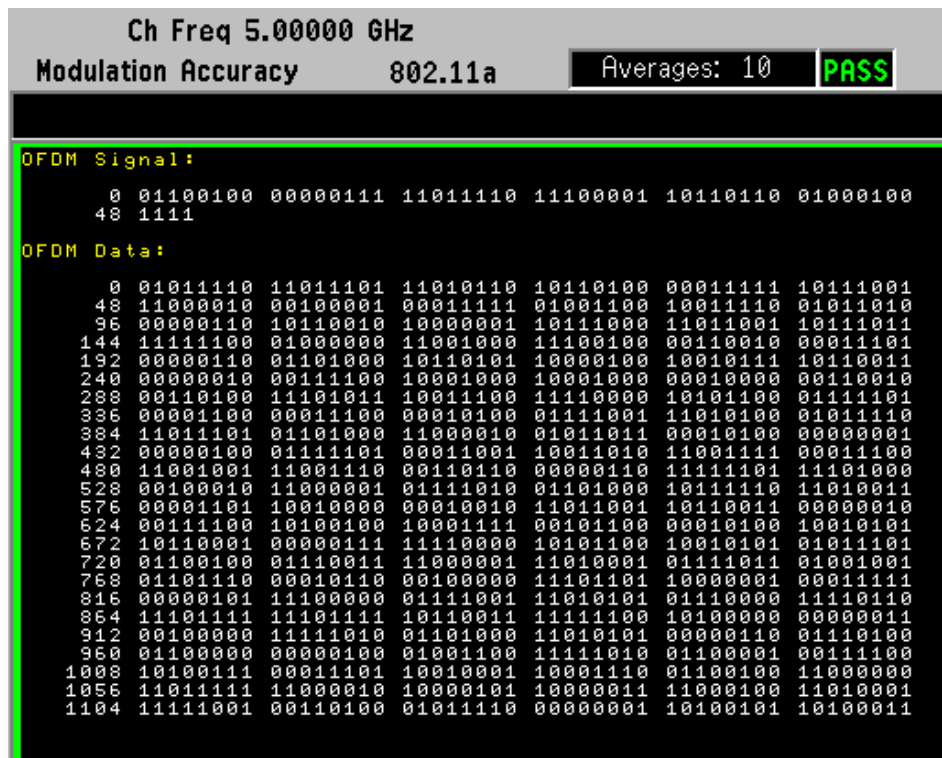 Ch Freq 5.00000 GHz
Modulation Accuracy 802.11a Averages: 10 PASS
OFDM Signal:
0 01100100 00000111 11011110 11100001 10110110 01000100
48 1111
OFDM Data:
0 01011110 11011101 11010110 10110100 00011111 10111001
48 11000010 00100001 00011111 01001100 10011110 01011010
96 00000110 10110010 10000001 10111000 11011001 10111011
144 11111100 01000000 11001000 11100100 00110010 00011101
192 00000110 01101000 10110101 10000100 10010111 10110011
240 00000010 00111100 10001000 10001000 00010000 00110010
288 00110100 11101011 10011100 11110000 10101100 01111101
336 00001100 00011100 00010100 01111001 11010100 01011110
384 11011101 01101000 11000010 01011011 00010100 00000001
432 00000100 01111101 00011001 10011010 11001111 00011100
480 11001001 11001110 00110110 00000110 11111101 11101000
528 00100010 11000001 01111010 01101000 10111110 11010011
576 00001101 10010000 00010010 11011001 10110011 00000010
624 00111100 10100100 10001111 00101100 00010100 10010101
672 10110001 00000111 11110000 10101100 10010101 01011101
720 01100100 01110011 11000001 11010001 01111011 01001001
768 01101110 00010110 00100000 11101101 10000001 00011111
816 00000101 11100000 01111001 11010101 01110000 11110110
864 11101111 11101111 10110011 11111100 10100000 00000011
912 00100000 11111010 01101000 11010101 00000110 01110100
960 01100000 00000100 01001100 11111010 01100001 00111100
1008 10100111 00011101 10010001 10001110 01100100 11000000
1056 11011111 11000010 10000101 10000011 11000100 11010001
1104 11111001 00110100 01011110 00000001 10100101 10100011